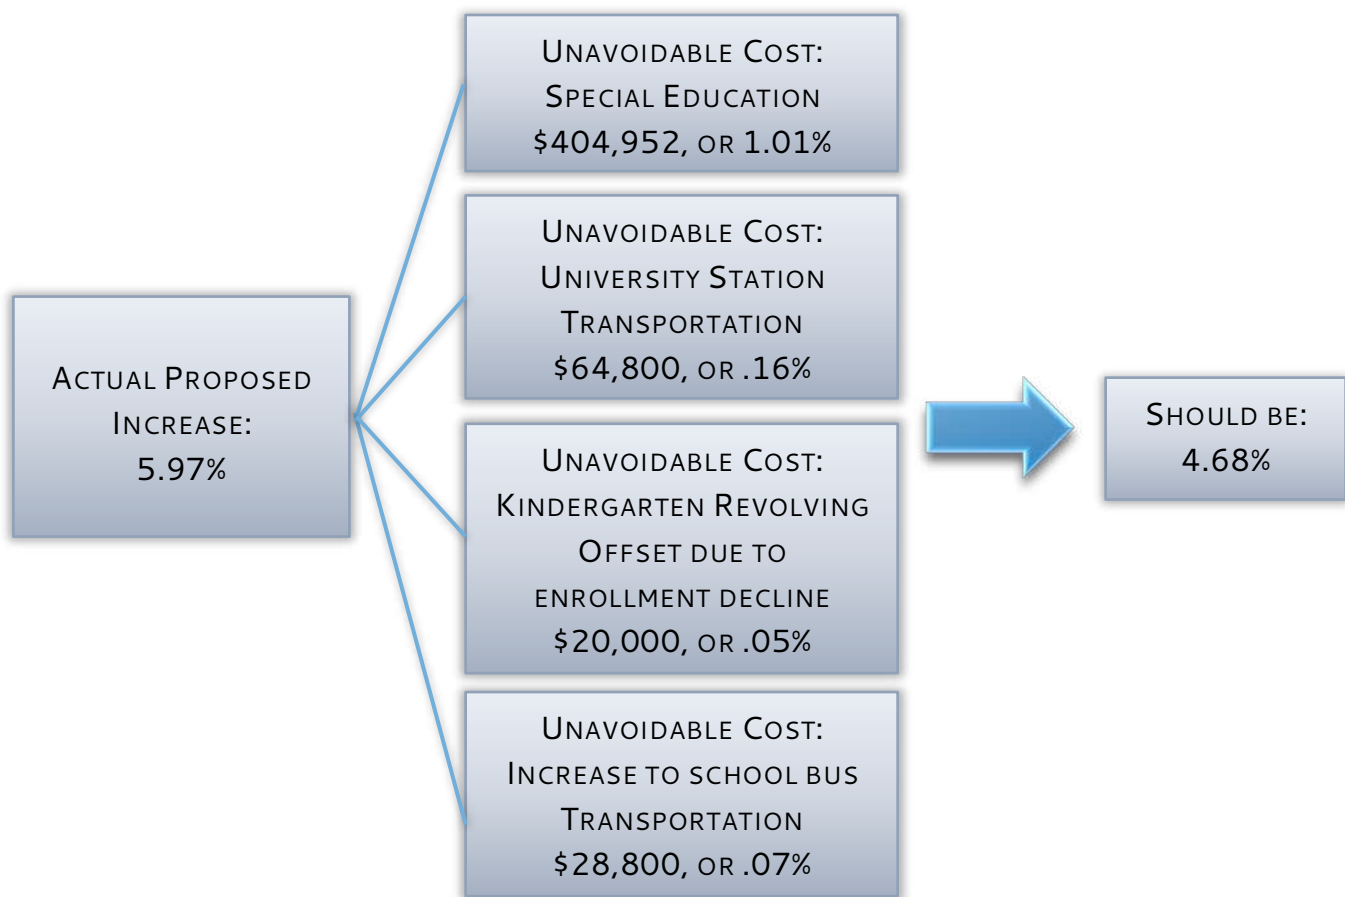 Actual Proposed
Increase:
5.97%
Unavoidable Cost:
Special Education
$404,952, or 1.01%
Unavoidable Cost:
University Station
Transportation
$64,800, or .16%
Unavoidable Cost:
Kindergarten Revolving
Offset due to
enrollment decline
$20,000, or .05%
Unavoidable Cost:
Increase to school bus
Transportation
$28,800, or .07%
Should be:
4.68%